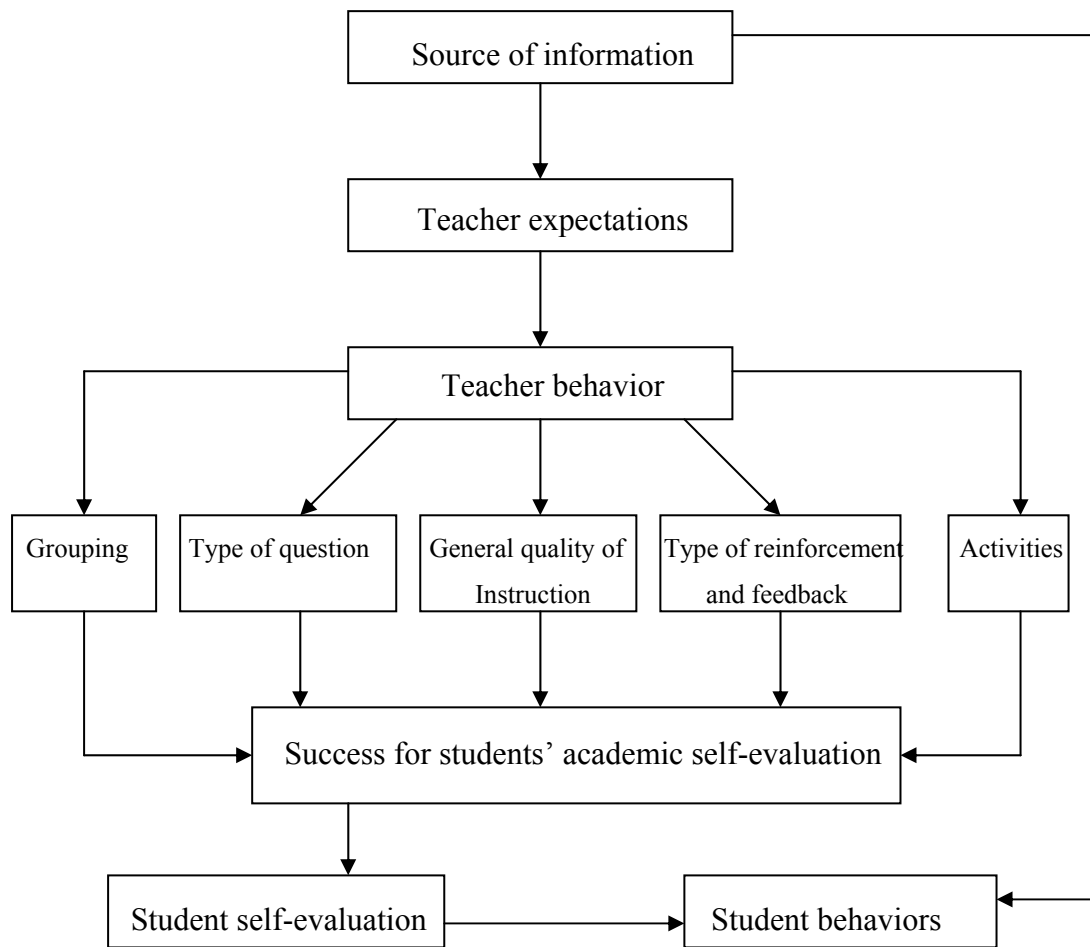 Source of information
Teacher expectations
Teacher behavior
Grouping
Type of question
General quality of
Instruction
Type of reinforcement
and feedback
Activities
Success for students’ academic self-evaluation
Student self-evaluation
Student behaviors